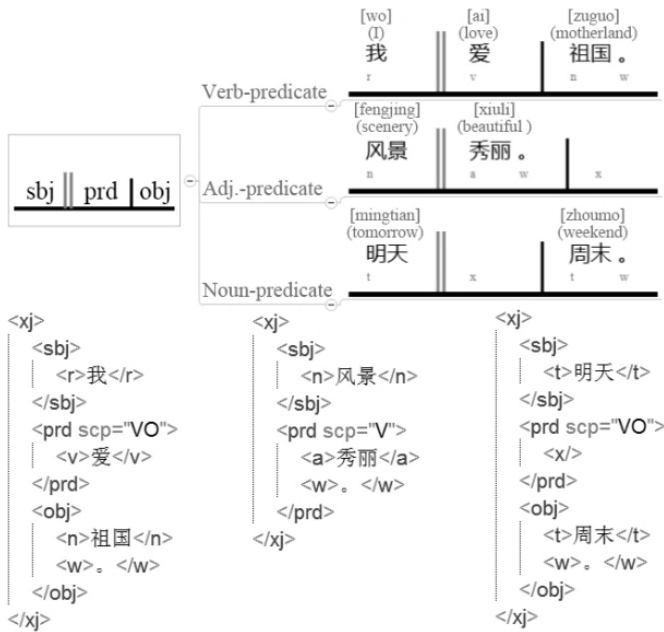 [wo] [ai] [zuguo]
(I) (love) (motherland)
我 爱 祖国 。
r v n w
Verb-predicate
[fengjing] [xiuli]
(scenery) (beautiful )
风景 秀丽 。
n a w x
sbj prd obj
Adj.-predicate
[mingtian] [zhoumo]
(tomorrow) (weekend)
明天 周末 。
t x t w
Noun-predicate
<xj>
<sbj>
<r>我</r>
</sbj>
<prd scp="VO">
<v>爱</v>
</prd>
<obj>
<n>祖国</n>
<w>。</w>
</obj>
</xj>
<xj>
<sbj>
<n>风景</n>
</sbj>
<prd scp="V">
<a>秀丽</a>
<w>。</w>
</prd>
</xj>
<xj>
<sbj>
<t>明天</t>
</sbj>
<prd scp="VO">
<x/>
</prd>
<obj>
<t>周末</t>
<w>。</w>
</obj>
</xj>